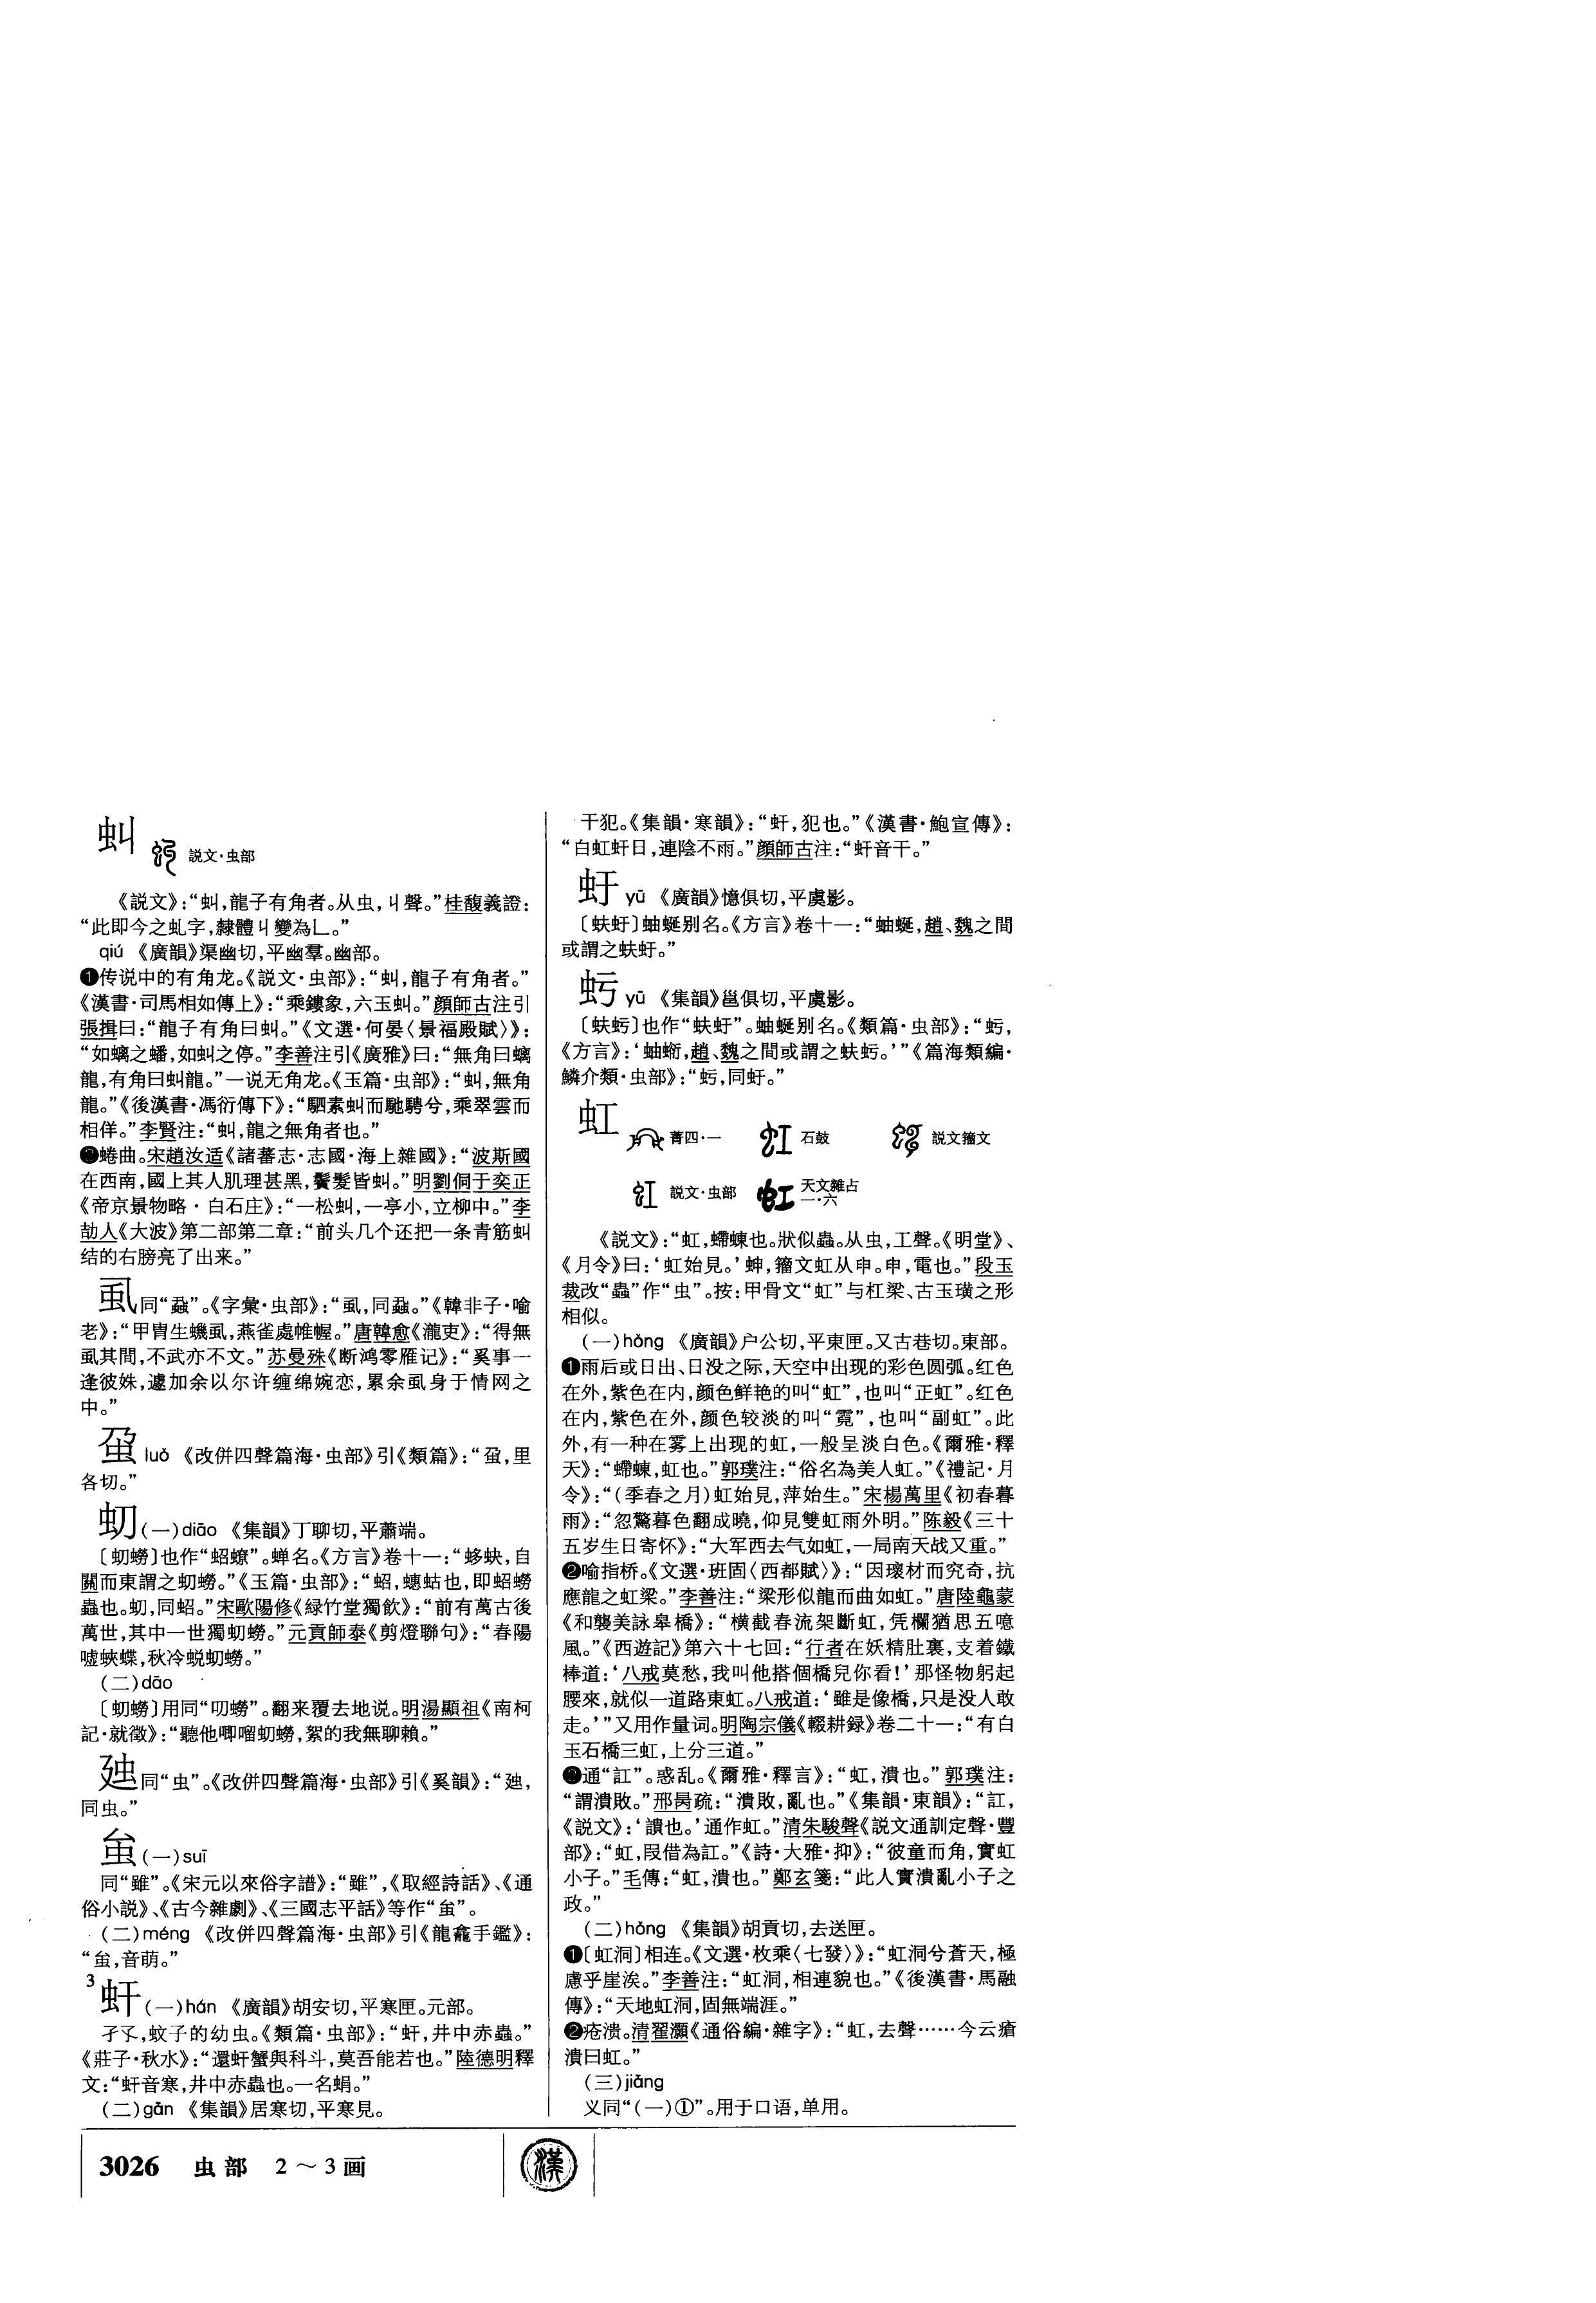 虯
説文·虫部
《説文》：“虯，龍子有角者。从虫，丩聲。”桂馥義證：
“此即今之虬字，隸體丩變為乚。”
qiú 《廣韻》渠幽切，平幽羣。幽部。
❶传说中的有角龙。《説文·虫部》：“虯，龍子有角者。”
《漢書·司馬相如傳上》：“乘鏤象，六玉虯。”顔師古注引
張揖曰：“龍子有角曰虯。”《文選·何晏〈景福殿賦〉》：
“如螭之蟠，如虯之停。”李善注引《廣雅》曰：“無角曰螭
龍，有角曰虯龍。”一说无角龙。《玉篇·虫部》：“虯，無角
龍。”《後漢書·馮衍傳下》：“駟素虯而馳騁兮，乘翠雲而
相佯。”李賢注：“虯，龍之無角者也。”
❷蜷曲。宋趙汝适《諸蕃志·志國·海上雜國》：“波斯國
在西南，國上其人肌理甚黑，鬢髮皆虯。”明劉侗于奕正
《帝京景物略·白石庄》：“一松虯，一亭小，立柳中。”李
劼人《大波》第二部第二章：“前头几个还把一条青筋虯
结的右膀亮了出来。”
虱同“蝨”。《字彙·虫部》：“虱，同蝨。”《韓非子·喻
老》：“甲胄生蟣虱，燕雀處帷幄。”唐韓愈《瀧吏》：“得無
虱其間，不武亦不文。”苏曼殊《断鸿零雁记》：“奚事一
逢彼姝，遽加余以尔许缠绵婉恋，累余虱身于情网之
中。”
luǒ 《改併四聲篇海·虫部》引《類篇》：“，里
各切。”
虭(一)diāo 《集韻》丁聊切，平蕭端。
〔虭蟧〕也作“蛁蟟”。蝉名。《方言》卷十一：“蛥蚗，自
關而東謂之虭蟧。”《玉篇·虫部》：“蛁，蟪蛄也，即蛁蟧
蟲也。虭，同蛁。”宋歐陽修《緑竹堂獨飲》：“前有萬古後
萬世，其中一世獨虭蟧。”元貢師泰《剪燈聯句》：“春陽
嘘蛺蝶，秋冷蜕虭蟧。”
(二)dāo
〔虭蟧〕用同“叨蟧”。翻来覆去地说。明湯顯祖《南柯
記·就徵》：“聽他唧𠺕虭蟧，絮的我無聊賴。”
同“虫”。《改併四聲篇海·虫部》引《奚韻》：“，
同虫。”
(一)suī
同“雖”。《宋元以來俗字譜》：“雖”，《取經詩話》、《通
俗小説》、《古今雜劇》、《三國志平話》等作“”。
(二)méng 《改併四聲篇海·虫部》引《龍龕手鑑》：
“，音萌。”
3
虷(一)hán 《廣韻》胡安切，平寒匣。元部。
孑孓，蚊子的幼虫。《類篇·虫部》：“虷，井中赤蟲。”
《莊子·秋水》：“還虷蟹與科斗，莫吾能若也。”陸德明釋
文：“虷音寒，井中赤蟲也。一名蜎。”
(二)gān 《集韻》居寒切，平寒見。
干犯。《集韻·寒韻》：“虷，犯也。”《漢書·鮑宣傳》：
“白虹虷日，連陰不雨。”顔師古注：“虷音干。”
虶 yū 《廣韻》憶俱切，平虞影。
〔蚨虶〕蚰蜒别名。《方言》卷十一：“蚰蜒，趙、魏之間
或謂之蚨虶。”
yū 《集韻》邕俱切，平虞影。
〔蚨〕也作“蚨虶”。蚰蜒别名。《類篇·虫部》：“，
《方言》：‘蚰𧊔，趙、魏之間或謂之蚨。’”《篇海類編·
鱗介類·虫部》：“，同虶。”
虹
菁四·一 石鼓 説文籀文
説文·虫部 天文雜占
一·六
《説文》：“虹，螮蝀也。狀似蟲。从虫，工聲。《明堂》、
《月令》曰：‘虹始見。’䖝，籀文虹从申。申，電也。”段玉
裁改“蟲”作“虫”。按：甲骨文“虹”与杠梁、古玉璜之形
相似。
(一)hóng 《廣韻》户公切，平東匣。又古巷切。東部。
❶雨后或日出、日没之际，天空中出现的彩色圆弧。红色
在外，紫色在内，颜色鲜艳的叫“虹”，也叫“正虹”。红色
在内，紫色在外，颜色较淡的叫“霓”，也叫“副虹”。此
外，有一种在雾上出现的虹，一般呈淡白色。《爾雅·釋
天》：“螮蝀，虹也。”郭璞注：“俗名為美人虹。”《禮記·月
令》：“(季春之月)虹始見，萍始生。”宋楊萬里《初春暮
雨》：“忽驚暮色翻成曉，仰見雙虹雨外明。”陈毅《三十
五岁生日寄怀》：“大军西去气如虹，一局南天战又重。”
❷喻指桥。《文選·班固〈西都賦〉》：“因瓌材而究奇，抗
應龍之虹梁。”李善注：“梁形似龍而曲如虹。”唐陸龜蒙
《和襲美詠皋橋》：“横截春流架斷虹，凭欄猶思五噫
風。”《西遊記》第六十七回：“行者在妖精肚裏，支着鐵
棒道：‘八戒莫愁，我叫他搭個橋兒你看！’那怪物躬起
腰來，就似一道路東虹。八戒道：‘雖是像橋，只是没人敢
走。’”又用作量词。明陶宗儀《輟耕録》卷二十一：“有白
玉石橋三虹，上分三道。”
❸通“訌”。惑乱。《爾雅·釋言》：“虹，潰也。”郭璞注：
“謂潰敗。”邢昺疏：“潰敗，亂也。”《集韻·東韻》：“訌，
《説文》：‘讃也。’通作虹。”清朱駿聲《説文通訓定聲·豐
部》：“虹，叚借為訌。”《詩·大雅·抑》：“彼童而角，實虹
小子。”毛傳：“虹，潰也。”鄭玄箋：“此人實潰亂小子之
政。”
(二)hòng 《集韻》胡貢切，去送匣。
❶〔虹洞〕相连。《文選·枚乘〈七發〉》：“虹洞兮蒼天，極
慮乎崖涘。”李善注：“虹洞，相連貌也。”《後漢書·馬融
傳》：“天地虹洞，固無端涯。”
❷疮溃。清翟灝《通俗編·雜字》：“虹，去聲……今云瘡
潰曰虹。”
(三)jiàng
义同“(一)①”。用于口语，单用。
3026 虫部 2～3画
漢